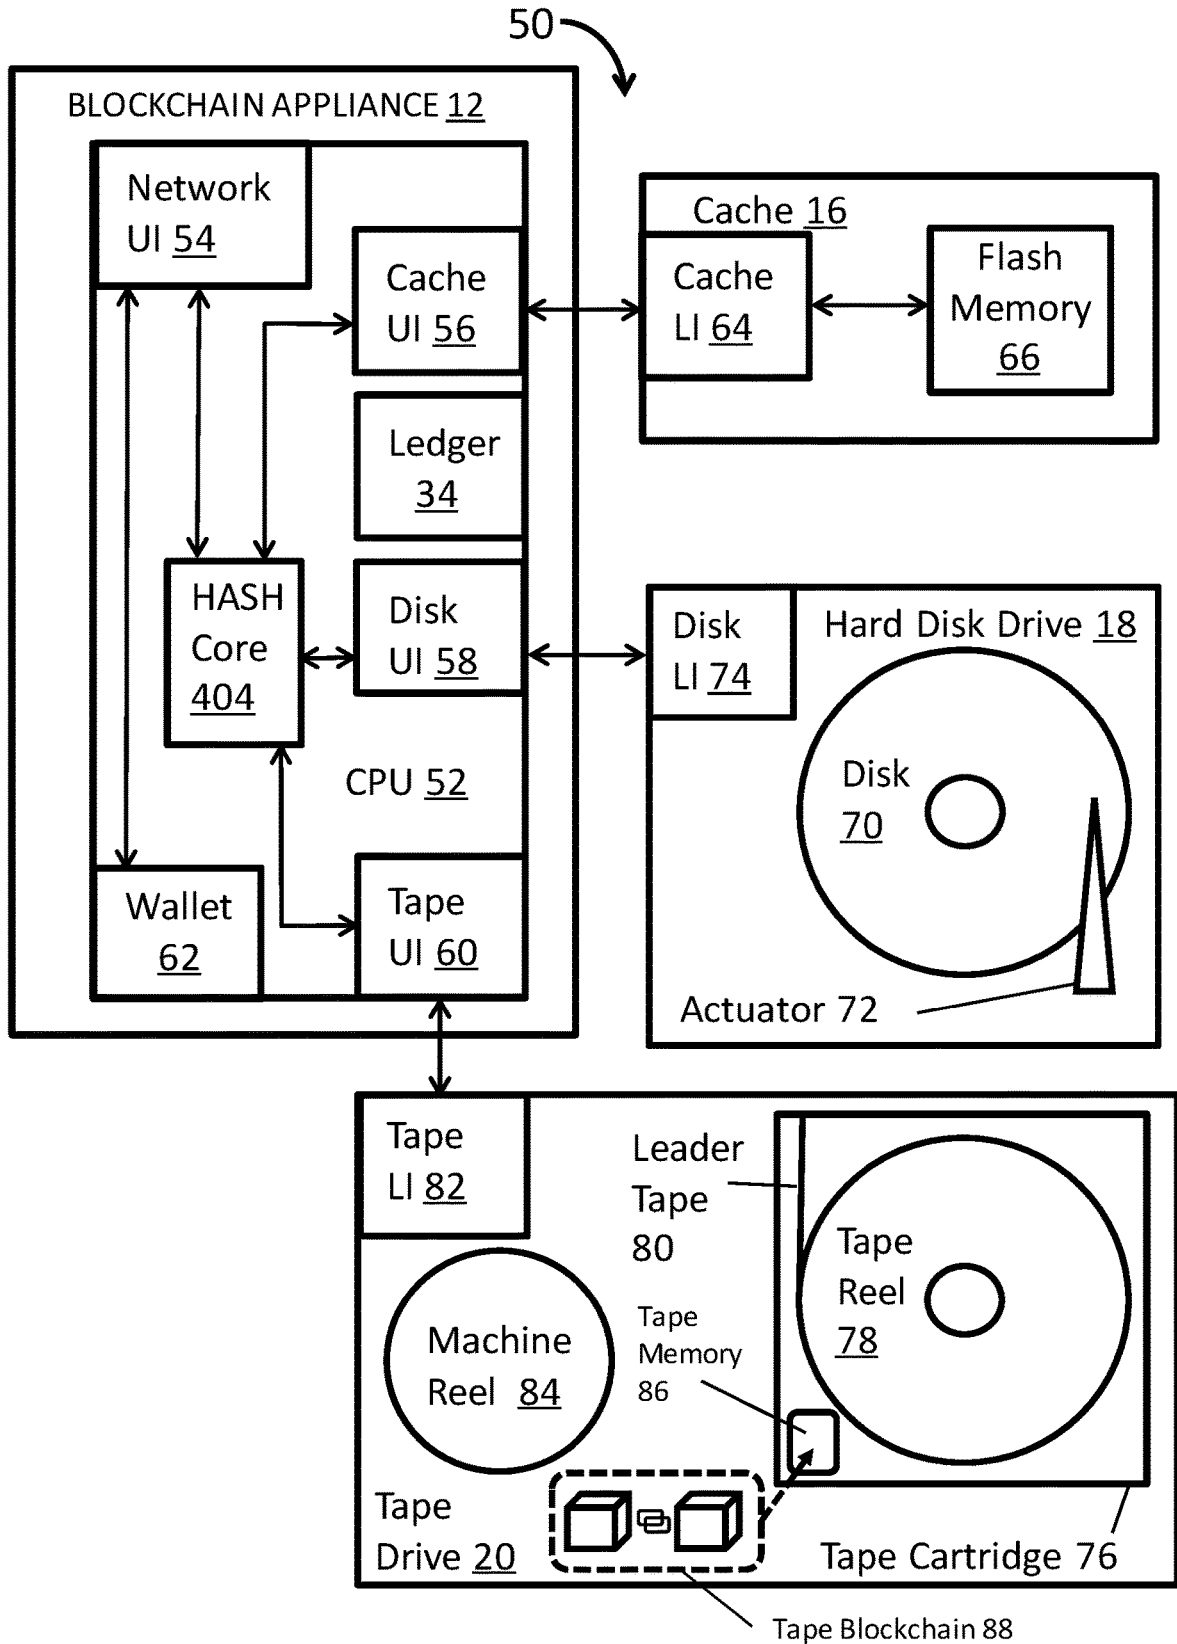 50
BLOCKCHAIN APPLIANCE 12
Network
UI 54
Cache
UI 56
Ledger
34
HASH
Core
404
Disk
UI 58
CPU 52
Wallet
62
Tape
UI 60
Cache 16
Cache
LI 64
Flash
Memory
66
Disk
LI 74
Hard Disk Drive 18
Disk
70
Actuator 72
Tape
LI 82
Leader
Tape
80
Tape
Reel
78
Machine
Reel 84
Tape
Memory
86
Tape
Drive 20
Tape Cartridge 76
Tape Blockchain 88